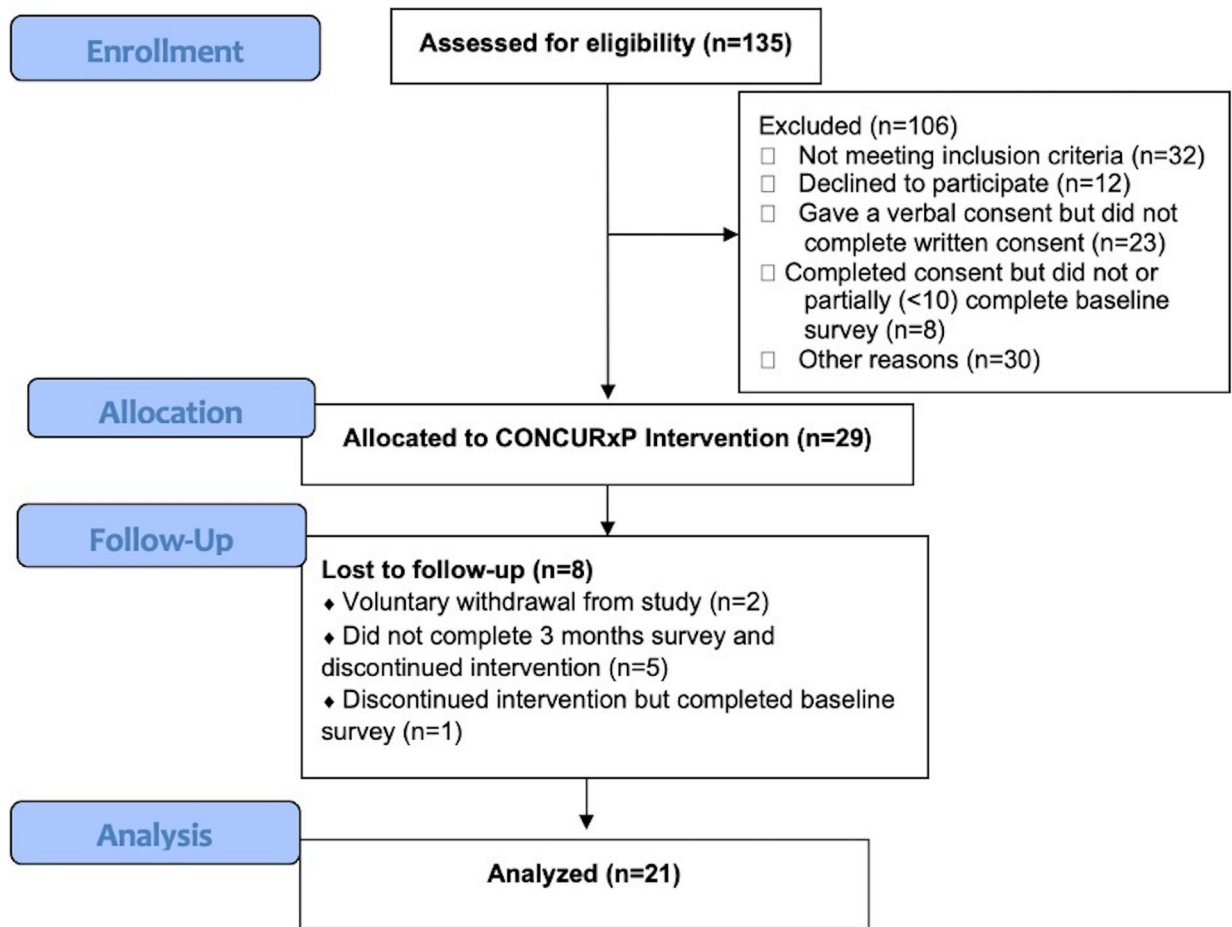 Enrollment
Assessed for eligibility (n=135)
Excluded (n=106)
☐ Not meeting inclusion criteria (n=32)
☐ Declined to participate (n=12)
☐ Gave a verbal consent but did not
complete written consent (n=23)
☐ Completed consent but did not or
partially (<10) complete baseline
survey (n=8)
☐ Other reasons (n=30)
Allocation
Allocated to CONCURxP Intervention (n=29)
Follow-Up
Lost to follow-up (n=8)
♦ Voluntary withdrawal from study (n=2)
♦ Did not complete 3 months survey and
discontinued intervention (n=5)
♦ Discontinued intervention but completed baseline
survey (n=1)
Analysis
Analyzed (n=21)